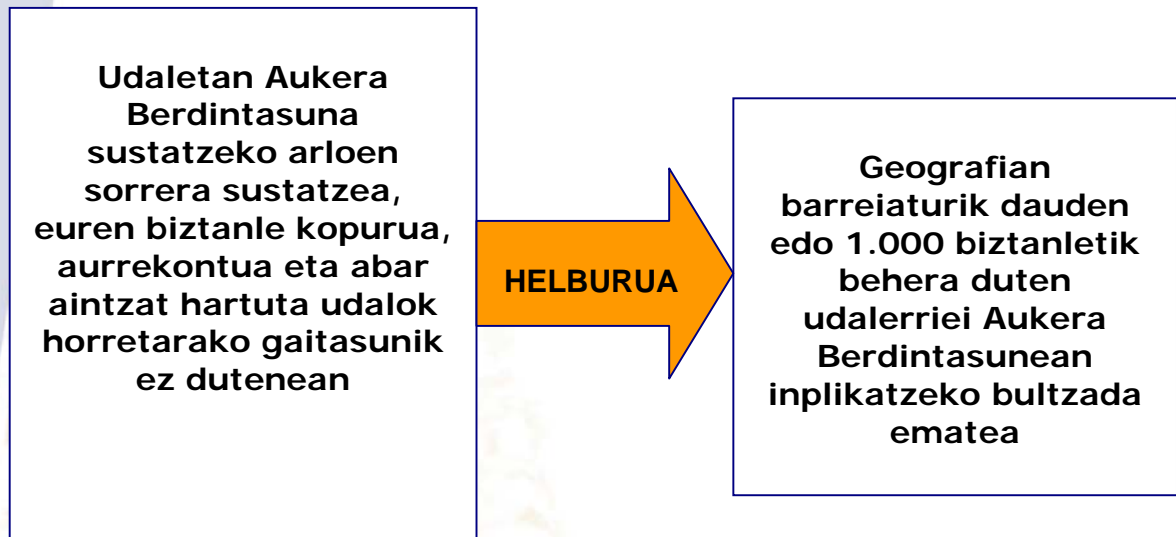 Udaletan Aukera
Berdintasuna
sustatzeko arloen
sorrera sustatzea,
euren biztanle kopurua,
aurrekontua eta abar
aintzat hartuta udalok
horretarako gaitasunik
ez dutenean
HELBURUA
Geografian
barreiaturik dauden
edo 1.000 biztanletik
behera duten
udalerriei Aukera
Berdintasunean
inplikatzeko bultzada
ematea